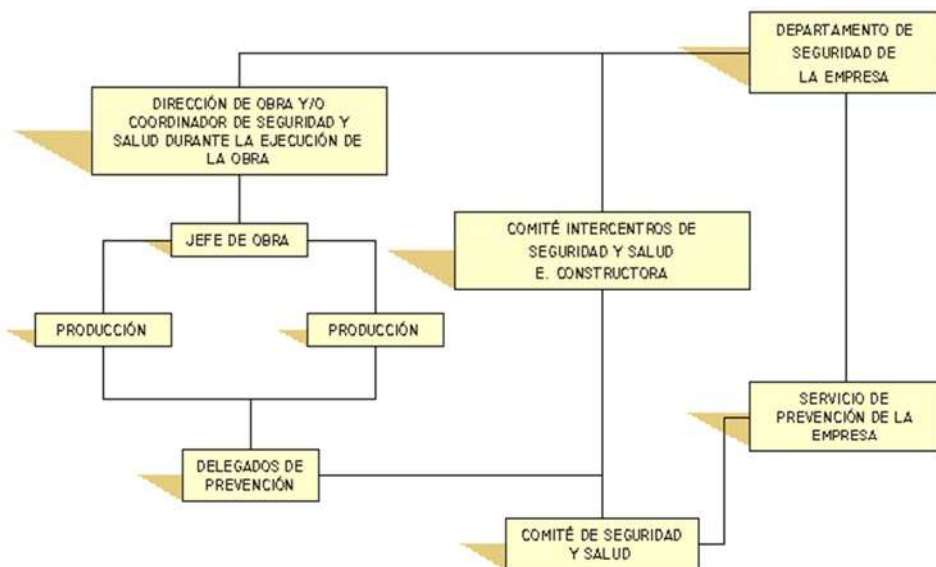 DEPARTAMENTO DE
SEGURIDAD DE
LA EMPRESA
DIRECCIÓN DE OBRA Y/O
COORDINADOR DE SEGURIDAD Y
SALUD DURANTE LA EJECUCIÓN DE
LA OBRA
JEFE DE OBRA
COMITÉ INTERCENTROS DE
SEGURIDAD Y SALUD
E. CONSTRUCTORA
PRODUCCIÓN
PRODUCCIÓN
SERVICIO DE
PREVENCIÓN DE LA
EMPRESA
DELEGADOS DE
PREVENCIÓN
COMITÉ DE SEGURIDAD
Y SALUD